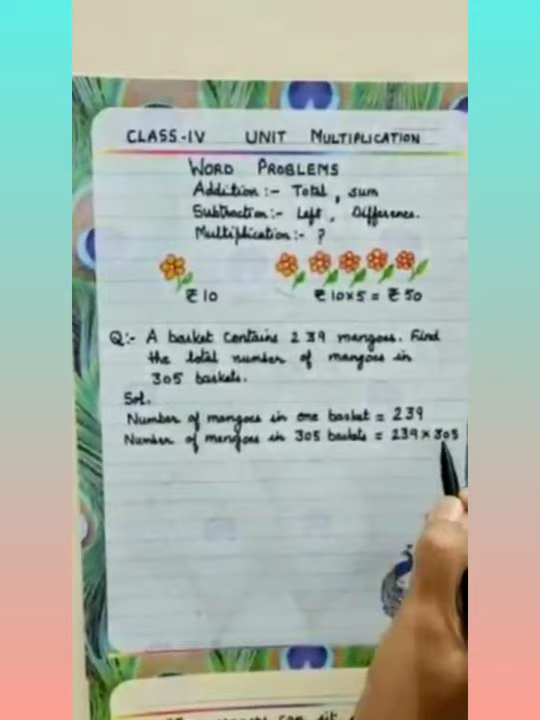 CLASS-IV UNIT MULTIPLICATION
WORD PROBLEMS
Addition:- Total, sum
Subtraction:- Left, Difference.
Multiplication:- ?
₹10 ₹10×5 = ₹50
Q:- A basket contains 239 mangoes. Find
the total number of mangoes in
305 baskets.
Sol.
Number of mangoes in one basket = 239
Number of mangoes in 305 baskets = 239×305
can sit